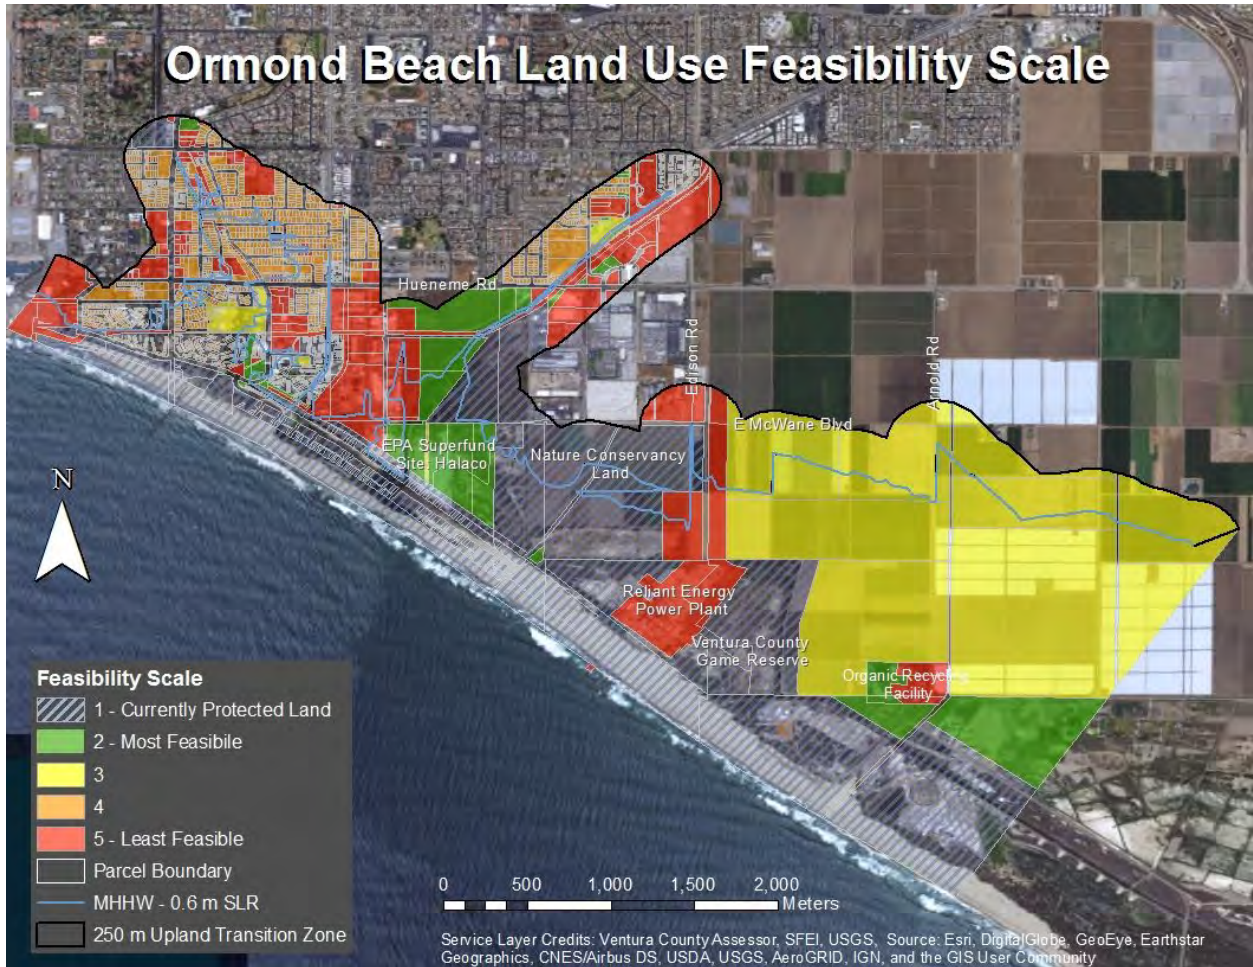 Ormond Beach Land Use Feasibility Scale
Hueneme Rd
Edison Rd
Arnold Rd
E McWane Blvd
EPA Superfund
Site: Halaco
Nature Conservancy
Land
N
Reliant Energy
Power Plant
Ventura County
Game Reserve
Organic Recycling
Facility
Feasibility Scale
1 - Currently Protected Land
2 - Most Feasibile
3
4
5 - Least Feasible
Parcel Boundary
MHHW - 0.6 m SLR
250 m Upland Transition Zone
0 500 1,000 1,500 2,000
Meters
Service Layer Credits: Ventura County Assessor, SFEI, USGS, Source: Esri, DigitalGlobe, GeoEye, Earthstar
Geographics, CNES/Airbus DS, USDA, USGS, AeroGRID, IGN, and the GIS User Community